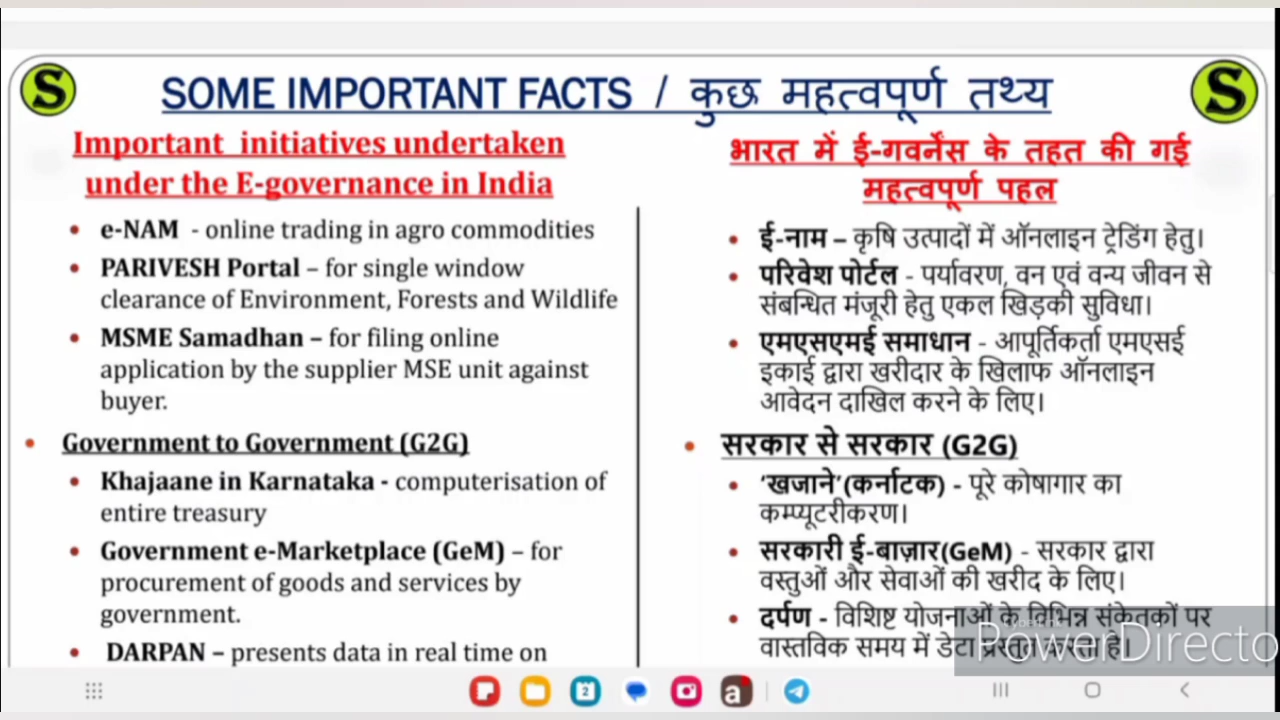 S
SOME IMPORTANT FACTS / कुछ महत्वपूर्ण तथ्य
S
Important initiatives undertaken
under the E-governance in India
• e-NAM - online trading in agro commodities
• PARIVESH Portal – for single window
clearance of Environment, Forests and Wildlife
• MSME Samadhan – for filing online
application by the supplier MSE unit against
buyer.
• Government to Government (G2G)
• Khajaane in Karnataka - computerisation of
entire treasury
• Government e-Marketplace (GeM) – for
procurement of goods and services by
government.
• DARPAN – presents data in real time on
भारत में ई-गवर्नेंस के तहत की गई
महत्वपूर्ण पहल
• ई-नाम – कृषि उत्पादों में ऑनलाइन ट्रेडिंग हेतु।
• परिवेश पोर्टल - पर्यावरण, वन एवं वन्य जीवन से
संबन्धित मंजूरी हेतु एकल खिड़की सुविधा।
• एमएसएमई समाधान - आपूर्तिकर्ता एमएसई
इकाई द्वारा खरीदार के खिलाफ ऑनलाइन
आवेदन दाखिल करने के लिए।
• सरकार से सरकार (G2G)
• ‘खजाने’(कर्नाटक) - पूरे कोषागार का
कम्प्यूटरीकरण।
• सरकारी ई-बाज़ार(GeM) - सरकार द्वारा
वस्तुओं और सेवाओं की खरीद के लिए।
• दर्पण - विशिष्ट योजनाओं के विभिन्न संकेतकों पर
वास्तविक समय में डेटा प्रस्तुत करता है।
CyberLink
PowerDirecto
2
a